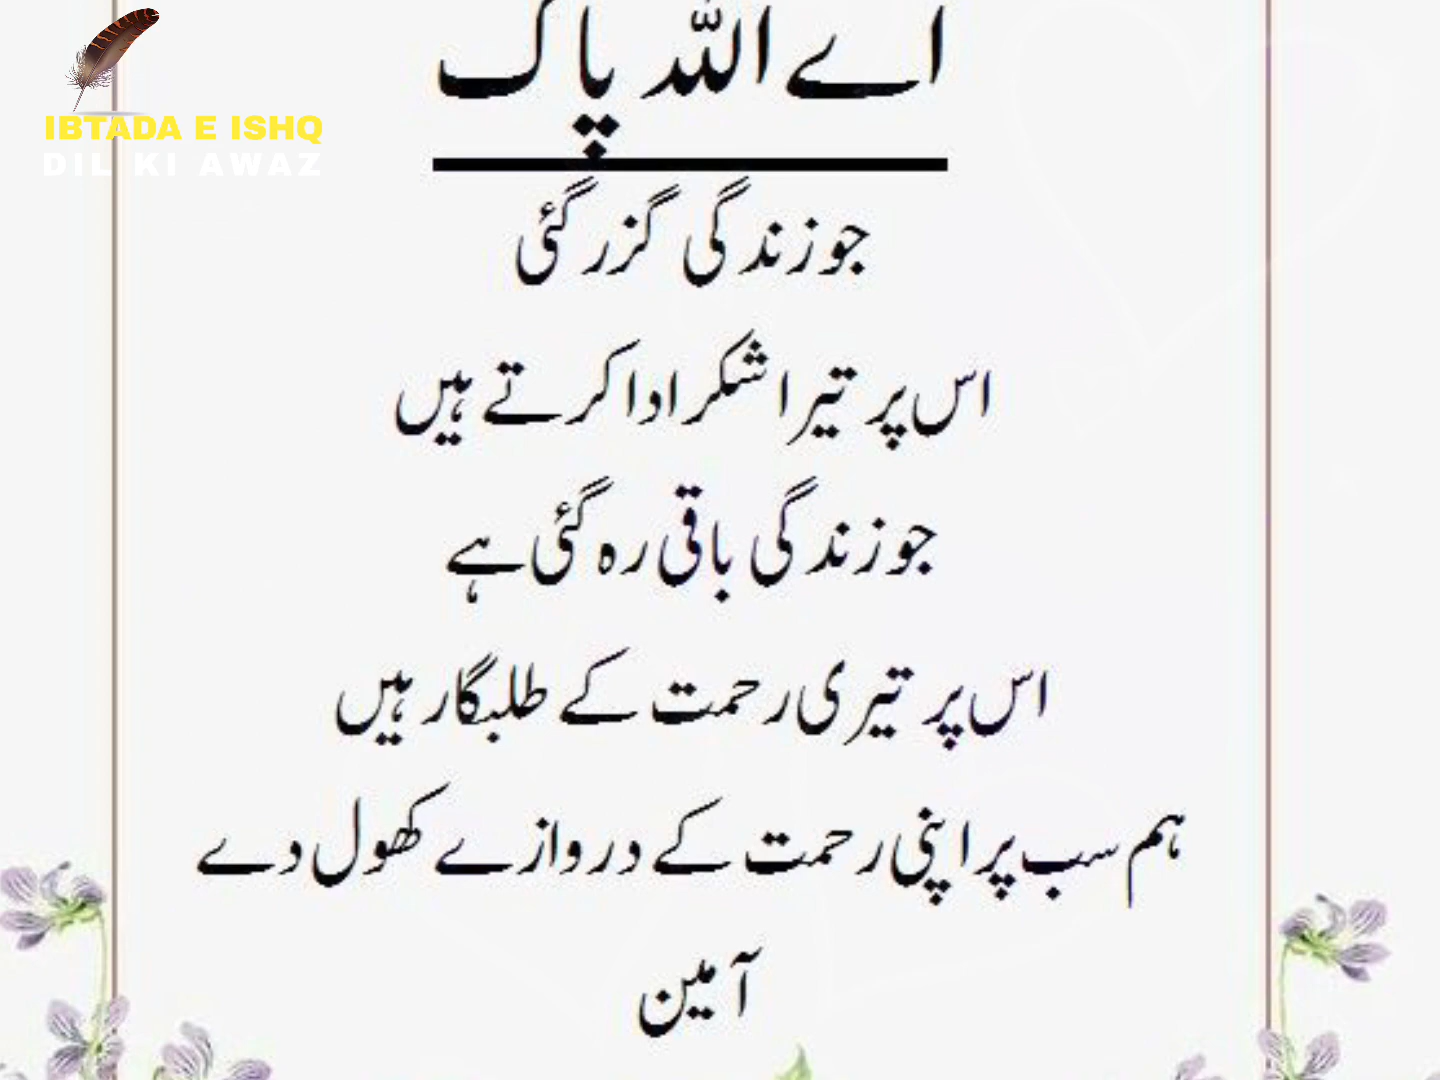 اے اللہ پاک
IBTADA E ISHQ
DIL KI AWAZ
جو زندگی گزر گئی
اس پر تیرا شکر ادا کرتے ہیں
جو زندگی باقی رہ گئی ہے
اس پر تیری رحمت کے طلبگار ہیں
ہم سب پر اپنی رحمت کے دروازے کھول دے
آمین